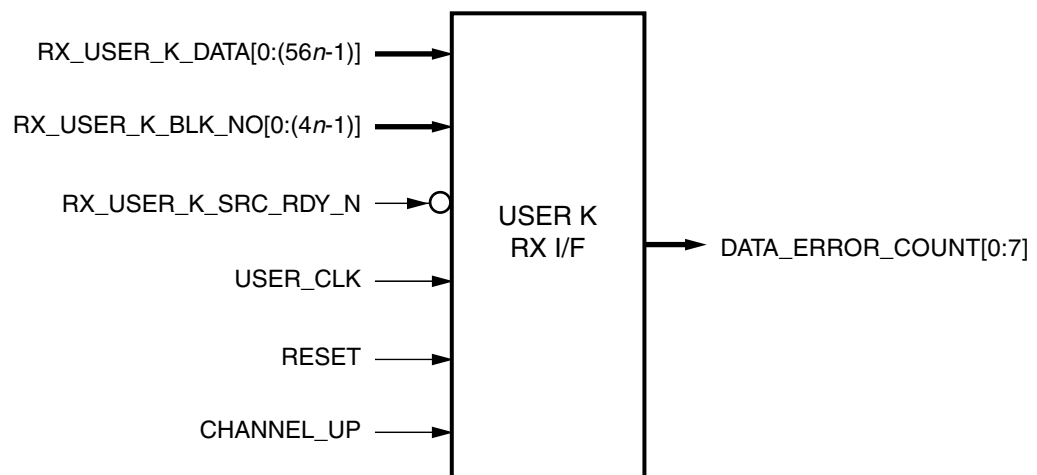 RX_USER_K_DATA[0:(56n-1)]
RX_USER_K_BLK_NO[0:(4n-1)]
RX_USER_K_SRC_RDY_N
USER_CLK
RESET
CHANNEL_UP
USER K
RX I/F
DATA_ERROR_COUNT[0:7]